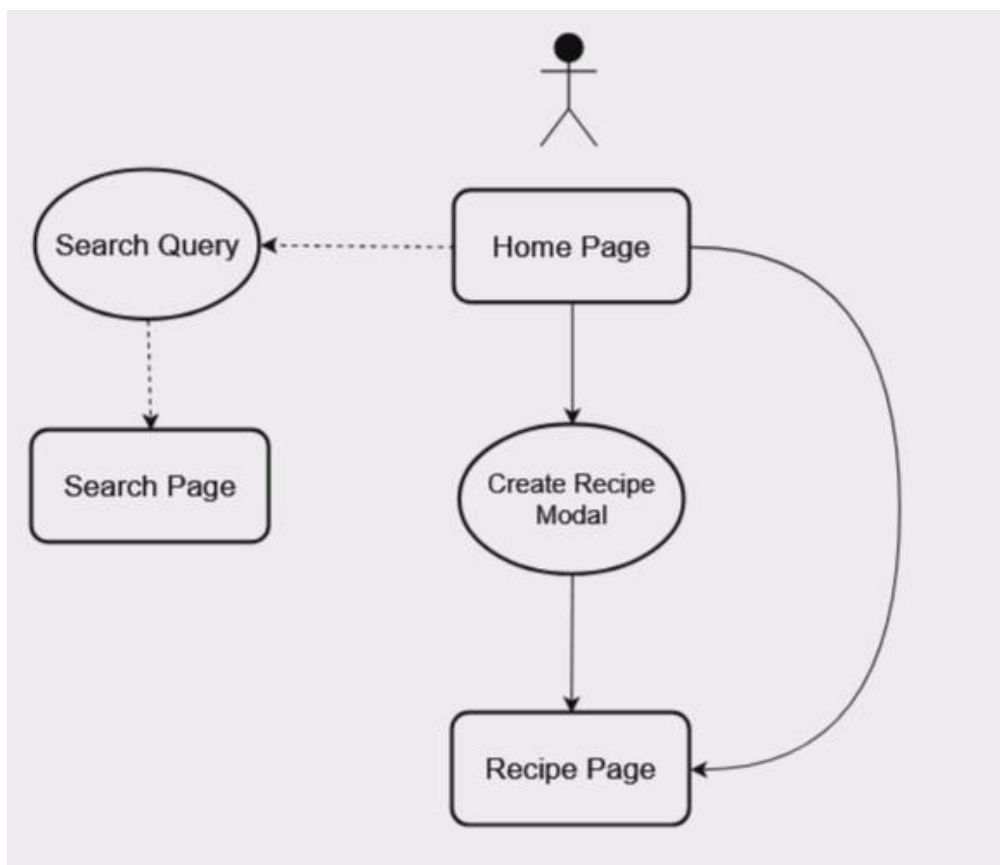 Search Query
Home Page
Search Page
Create Recipe
Modal
Recipe Page